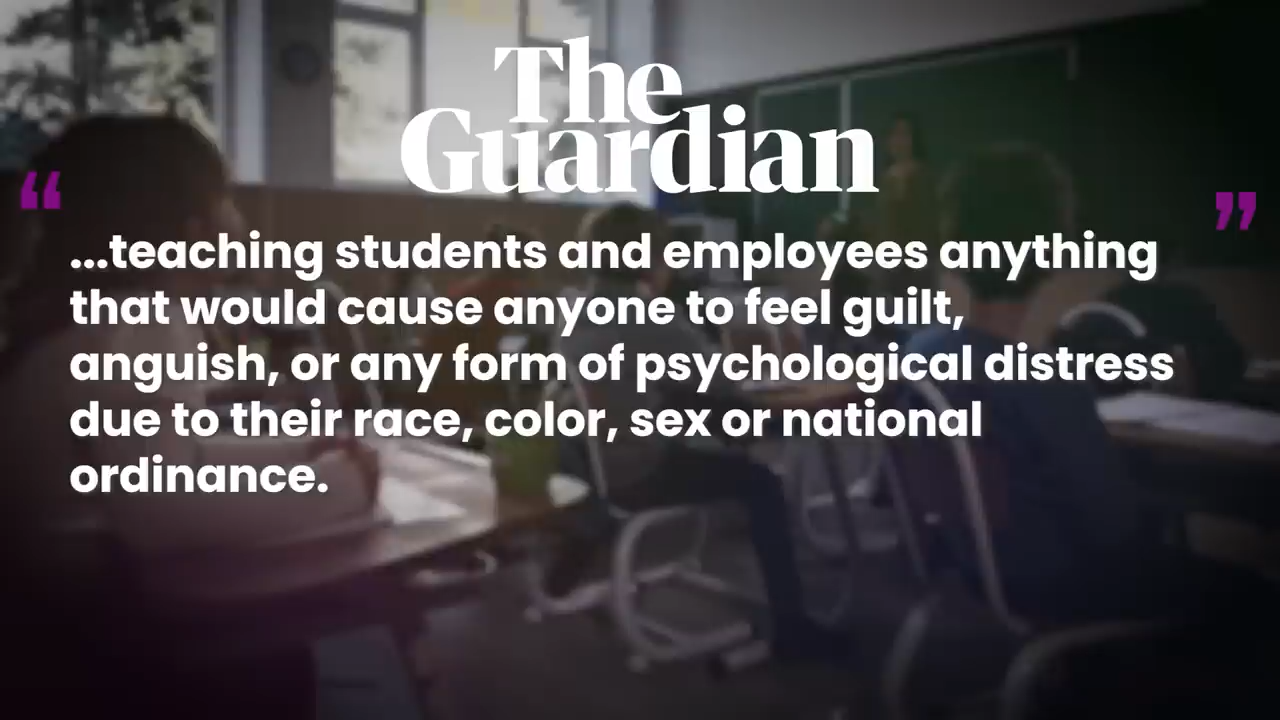 The
Guardian
“ ”
...teaching students and employees anything
that would cause anyone to feel guilt,
anguish, or any form of psychological distress
due to their race, color, sex or national
ordinance.